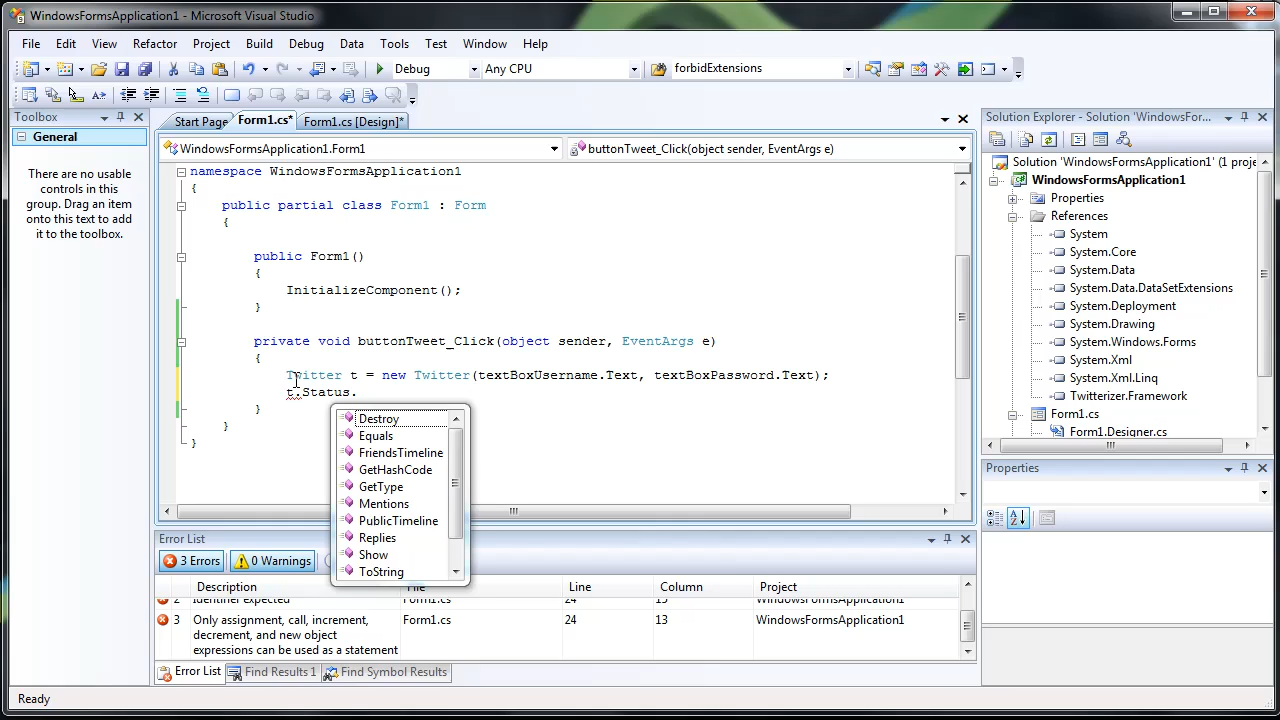 WindowsFormsApplication1 - Microsoft Visual Studio
File Edit View Refactor Project Build Debug Data Tools Test Window Help
Debug Any CPU forbidExtensions
Toolbox
General
There are no usable
controls in this
group. Drag an item
onto this text to add
it to the toolbox.
Start Page Form1.cs* Form1.cs [Design]*
WindowsFormsApplication1.Form1 buttonTweet_Click(object sender, EventArgs e)
namespace WindowsFormsApplication1
{
public partial class Form1 : Form
{
public Form1()
{
InitializeComponent();
}
private void buttonTweet_Click(object sender, EventArgs e)
{
Twitter t = new Twitter(textBoxUsername.Text, textBoxPassword.Text);
t.Status.
}
}
}
Destroy
Equals
FriendsTimeline
GetHashCode
GetType
Mentions
PublicTimeline
Replies
Show
ToString
Solution Explorer - Solution 'WindowsFor...
Solution 'WindowsFormsApplication1' (1 proje
WindowsFormsApplication1
Properties
References
System
System.Core
System.Data
System.Data.DataSetExtensions
System.Deployment
System.Drawing
System.Windows.Forms
System.Xml
System.Xml.Linq
Twitterizer.Framework
Form1.cs
Form1.Designer.cs
Properties
Error List
3 Errors 0 Warnings
Description File Line Column Project
2 Identifier expected Form1.cs 24 13 WindowsFormsApplication1
3 Only assignment, call, increment, Form1.cs 24 13 WindowsFormsApplication1
decrement, and new object
expressions can be used as a statement
Error List Find Results 1 Find Symbol Results
Ready